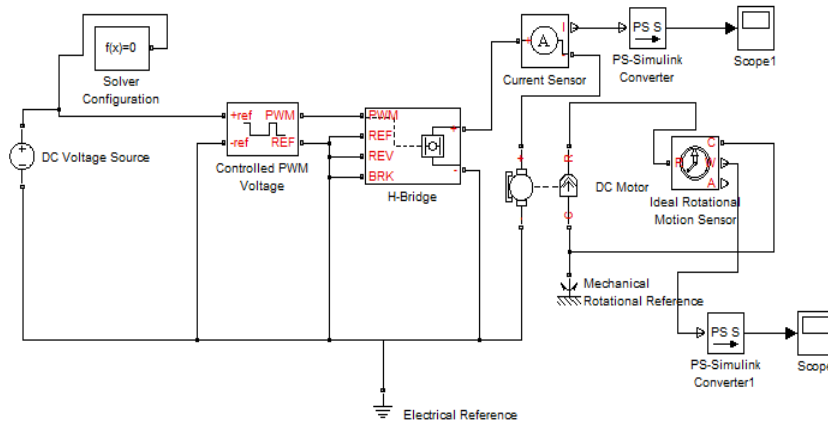 f(x)=0
Solver
Configuration
DC Voltage Source
+ref
PWM
-ref
REF
Controlled PWM
Voltage
PWM
REF
REV
BRK
+
-
H-Bridge
+
A
I
-
Current Sensor
PS S
PS-Simulink
Converter
Scope1
+
R
C
DC Motor
R
C
W
A
Ideal Rotational
Motion Sensor
Mechanical
Rotational Reference
PS S
PS-Simulink
Converter1
Scope
Electrical Reference